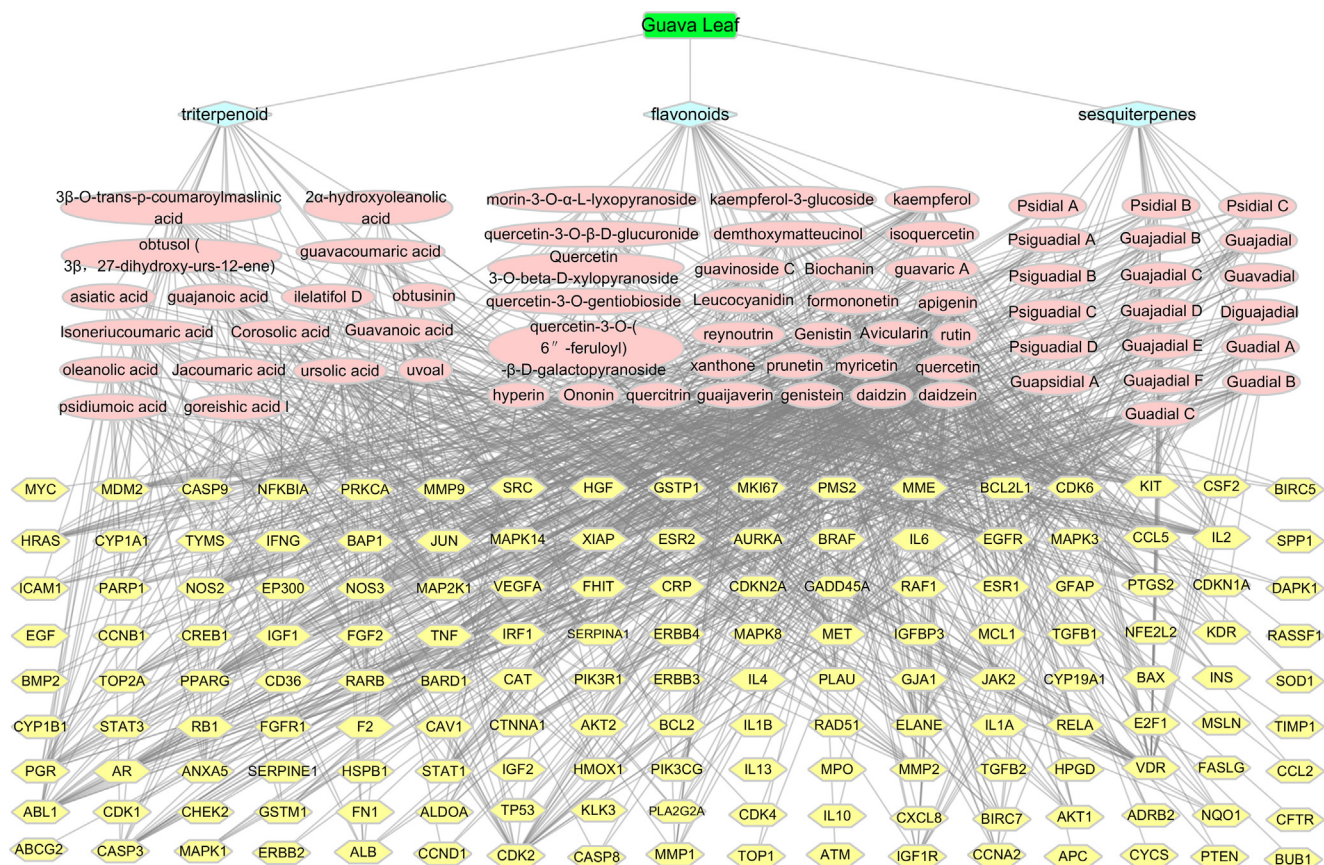 Guava Leaf
triterpenoid
flavonoids
sesquiterpenes
3β-O-trans-p-coumaroylmaslinic
acid
2α-hydroxyoleanolic
acid
obtusol (
3β，27-dihydroxy-urs-12-ene)
guavacoumaric acid
asiatic acid
guajanoic acid
ilelatifol D
obtusinin
Isoneriucoumaric acid
Corosolic acid
Guavanoic acid
oleanolic acid
Jacoumaric acid
ursolic acid
uvoal
psidiumoic acid
goreishic acid I
morin-3-O-α-L-lyxopyranoside
kaempferol-3-glucoside
kaempferol
quercetin-3-O-β-D-glucuronide
demthoxymatteucinol
isoquercetin
Quercetin
3-O-beta-D-xylopyranoside
guavinoside C
Biochanin
guavaric A
quercetin-3-O-gentiobioside
Leucocyanidin
formononetin
apigenin
quercetin-3-O-(
6″-feruloyl)
-β-D-galactopyranoside
reynoutrin
Genistin
Avicularin
rutin
xanthone
prunetin
myricetin
quercetin
hyperin
Ononin
quercitrin
guaijaverin
genistein
daidzin
daidzein
Psidial A
Psidial B
Psidial C
Psiguadial A
Guajadial B
Guajadial
Psiguadial B
Guajadial C
Guavadial
Psiguadial C
Guajadial D
Diguajadial
Psiguadial D
Guajadial E
Guadial A
Guapsidial A
Guajadial F
Guadial B
Guadial C
MYC MDM2 CASP9 NFKBIA PRKCA MMP9 SRC HGF GSTP1 MKI67 PMS2 MME BCL2L1 CDK6 KIT CSF2 BIRC5
HRAS CYP1A1 TYMS IFNG BAP1 JUN MAPK14 XIAP ESR2 AURKA BRAF IL6 EGFR MAPK3 CCL5 IL2 SPP1
ICAM1 PARP1 NOS2 EP300 NOS3 MAP2K1 VEGFA FHIT CRP CDKN2A GADD45A RAF1 ESR1 GFAP PTGS2 CDKN1A DAPK1
EGF CCNB1 CREB1 IGF1 FGF2 TNF IRF1 SERPINA1 ERBB4 MAPK8 MET IGFBP3 MCL1 TGFB1 NFE2L2 KDR RASSF1
BMP2 TOP2A PPARG CD36 RARB BARD1 CAT PIK3R1 ERBB3 IL4 PLAU GJA1 JAK2 CYP19A1 BAX INS SOD1
CYP1B1 STAT3 RB1 FGFR1 F2 CAV1 CTNNA1 AKT2 BCL2 IL1B RAD51 ELANE IL1A RELA E2F1 MSLN TIMP1
PGR AR ANXA5 SERPINE1 HSPB1 STAT1 IGF2 HMOX1 PIK3CG IL13 MPO MMP2 TGFB2 HPGD VDR FASLG CCL2
ABL1 CDK1 CHEK2 GSTM1 FN1 ALDOA TP53 KLK3 PLA2G2A CDK4 IL10 CXCL8 BIRC7 AKT1 ADRB2 NQO1 CFTR
ABCG2 CASP3 MAPK1 ERBB2 ALB CCND1 CDK2 CASP8 MMP1 TOP1 ATM IGF1R CCNA2 APC CYCS PTEN BUB1